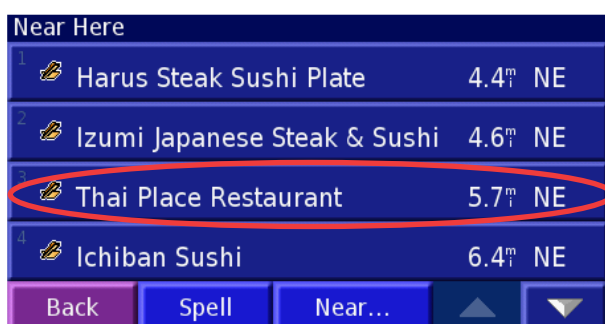 Near Here
1 Harus Steak Sushi Plate 4.4mi NE
2 Izumi Japanese Steak & Sushi 4.6mi NE
3 Thai Place Restaurant 5.7mi NE
4 Ichiban Sushi 6.4mi NE
Back Spell Near...